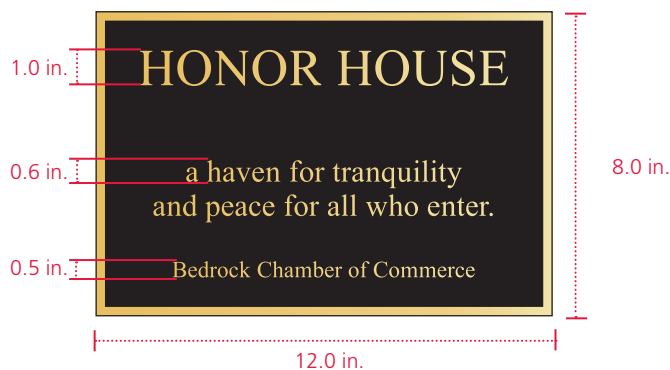 HONOR HOUSE
1.0 in.
a haven for tranquility
0.6 in.
and peace for all who enter.
8.0 in.
Bedrock Chamber of Commerce
0.5 in.
12.0 in.